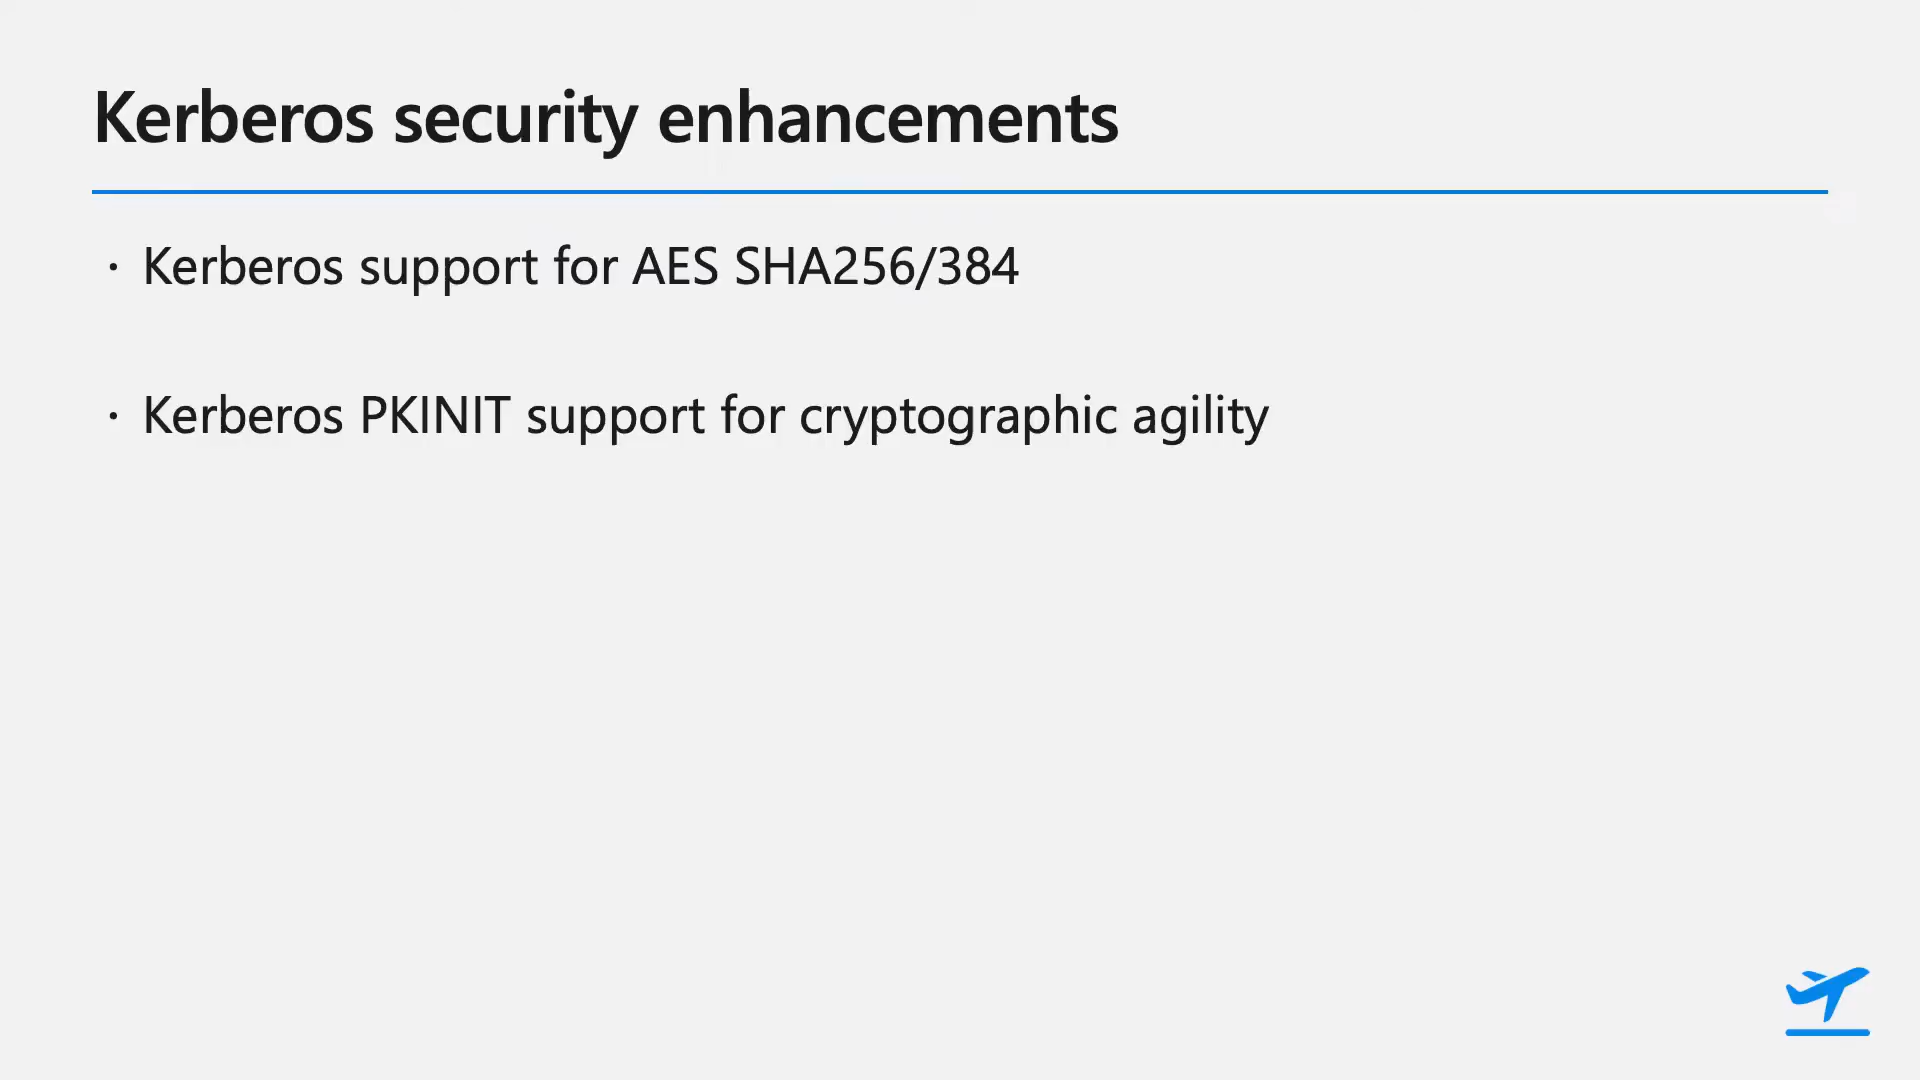 Kerberos security enhancements
· Kerberos support for AES SHA256/384
· Kerberos PKINIT support for cryptographic agility